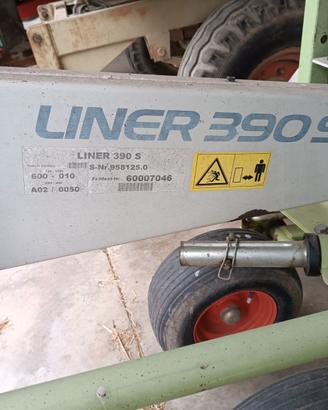 LINER 390 S
LINER 390 S
S-Nr.958125.0
600 - 010
60007046
A02 / 0050